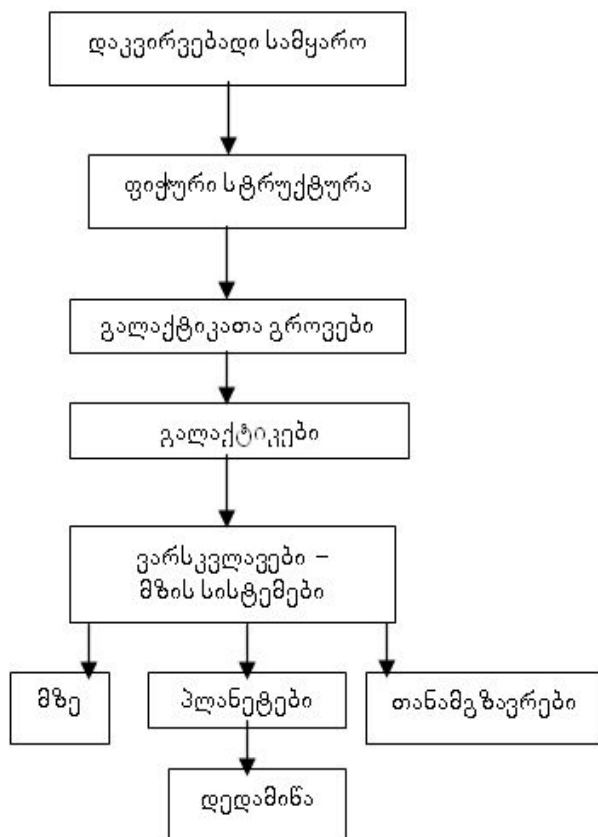 დაკვირვებადი სამყარო
ფიჭური სტრუქტურა
გალაქტიკათა გროვები
გალაქტიკები
ვარსკვლავები –
მზის სისტემები
მზე
პლანეტები
თანამგზავრები
დედამიწა